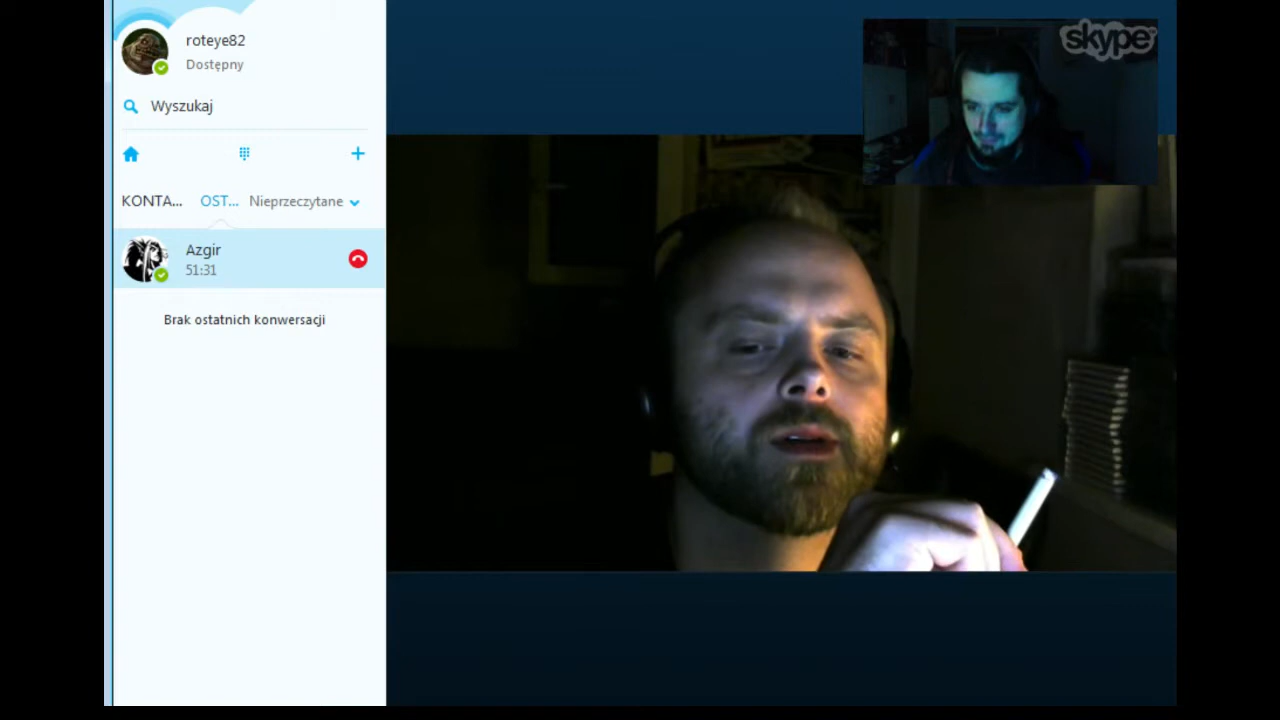 roteye82
Dostępny
Wyszukaj
KONTA... OST... Nieprzeczytane
Azgir
51:31
Brak ostatnich konwersacji
skype